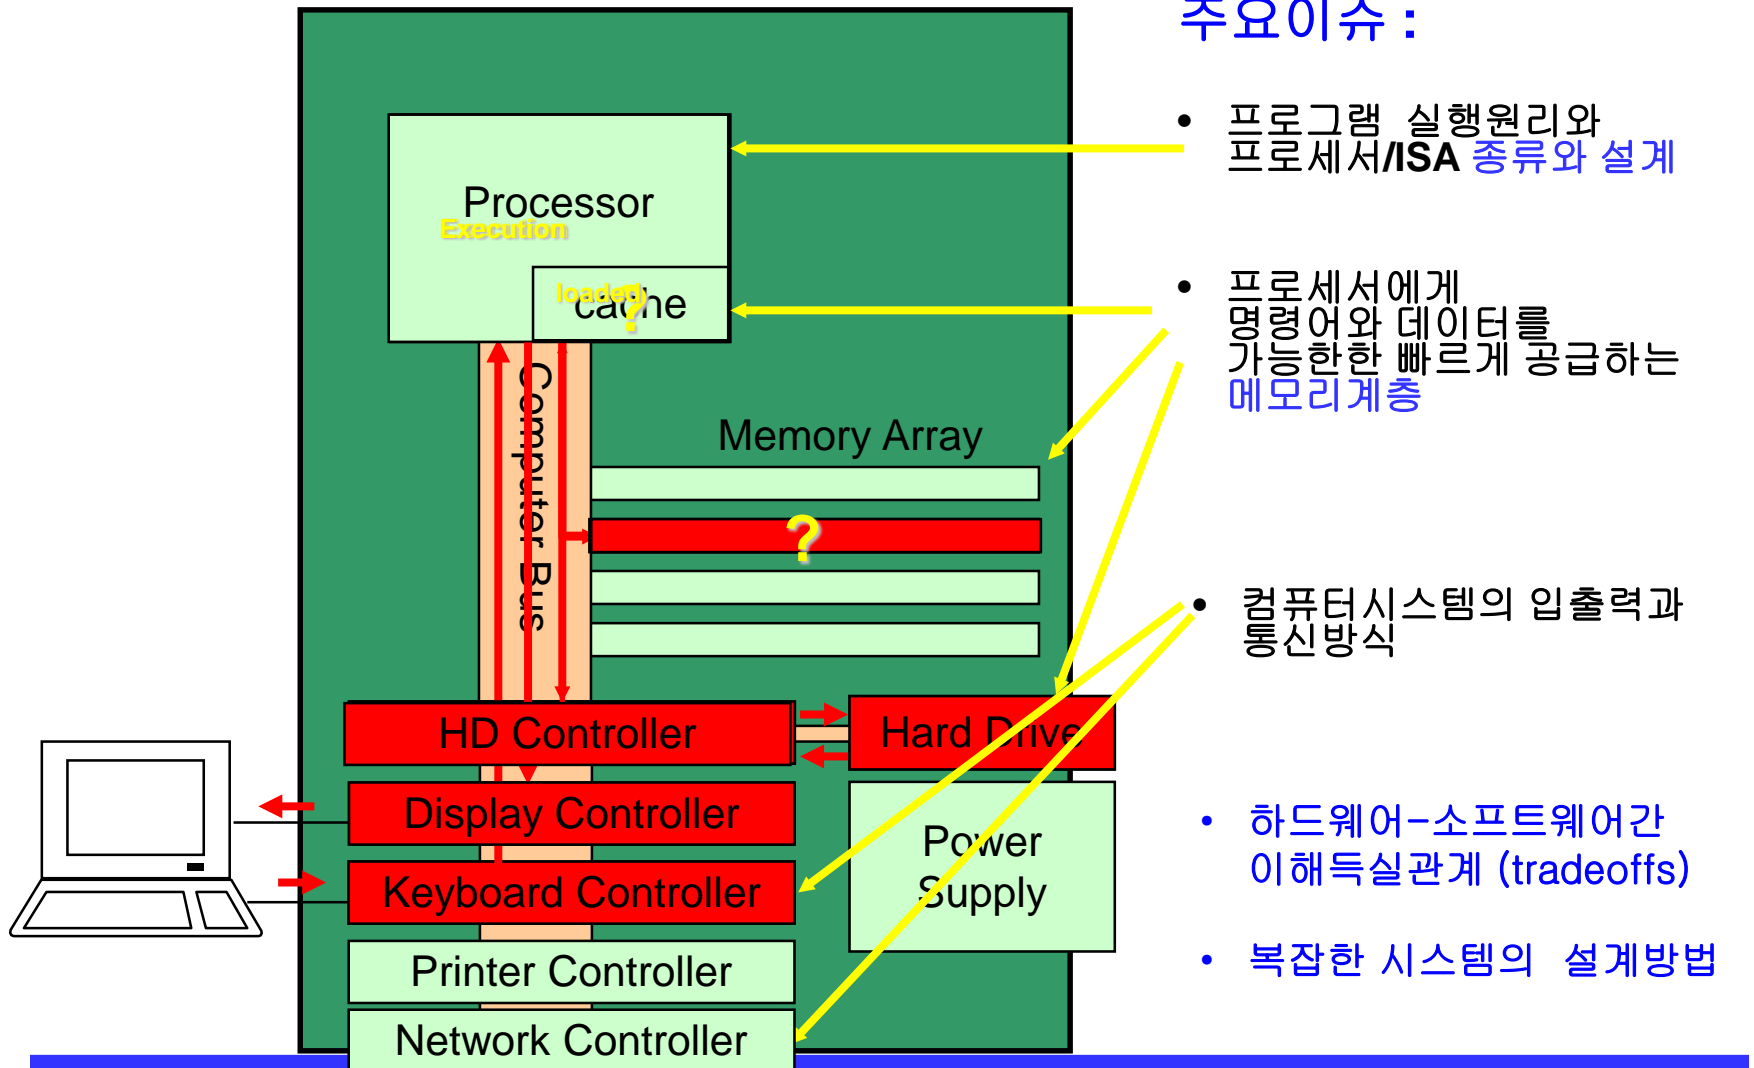 주요이슈 :
• 프로그램 실행원리와
프로세서/ISA 종류와 설계
• 프로세서에게
명령어와 데이터를
가능한한 빠르게 공급하는
메모리계층
• 컴퓨터시스템의 입출력과
통신방식
• 하드웨어-소프트웨어간
이해득실관계 (tradeoffs)
• 복잡한 시스템의 설계방법
Processor
Execution
loaded
cache
?
Computer Bus
Memory Array
?
HD Controller
Hard Drive
Display Controller
Power
Supply
Keyboard Controller
Printer Controller
Network Controller